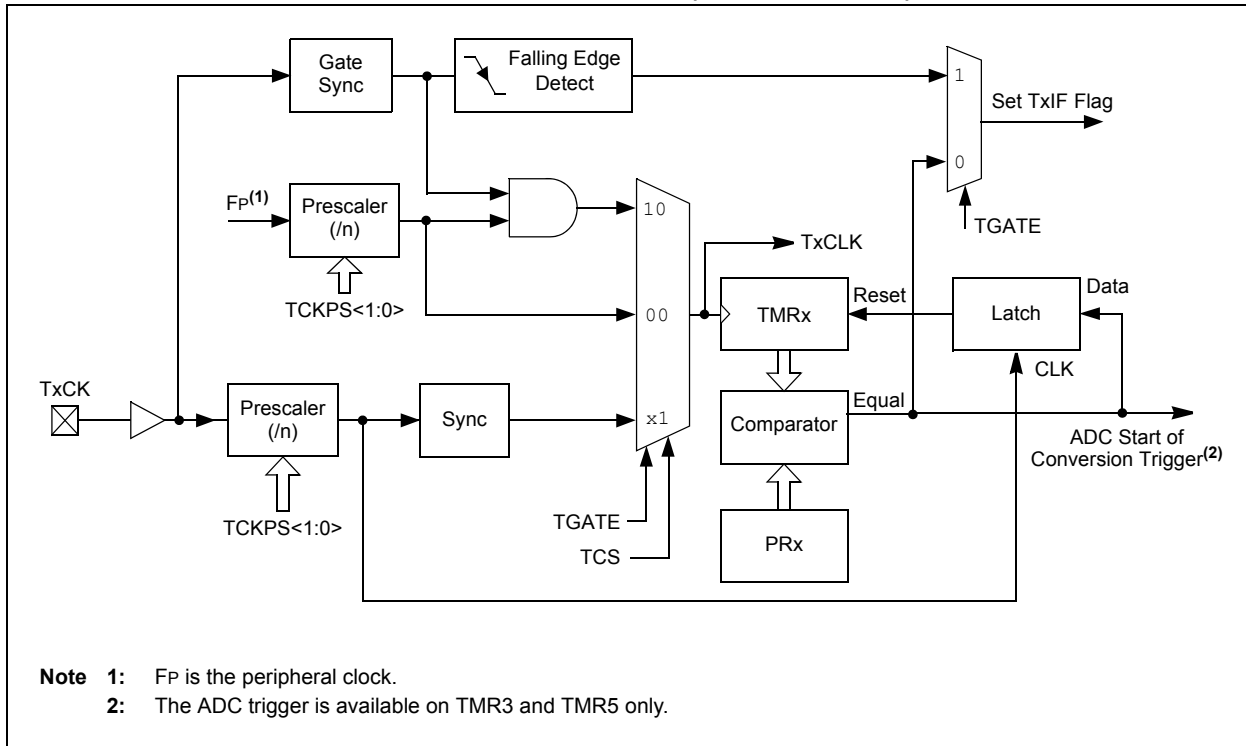 Gate
Sync
Falling Edge
Detect
1
Set TxIF Flag
0
FP(1)
Prescaler
(/n)
10
TGATE
TxCLK
TCKPS<1:0>
00
TMRx
Reset
Latch
Data
CLK
TxCK
Prescaler
(/n)
Sync
x1
Comparator
Equal
ADC Start of
Conversion Trigger(2)
TCKPS<1:0>
TGATE
TCS
PRx
Note 1: FP is the peripheral clock.
2: The ADC trigger is available on TMR3 and TMR5 only.